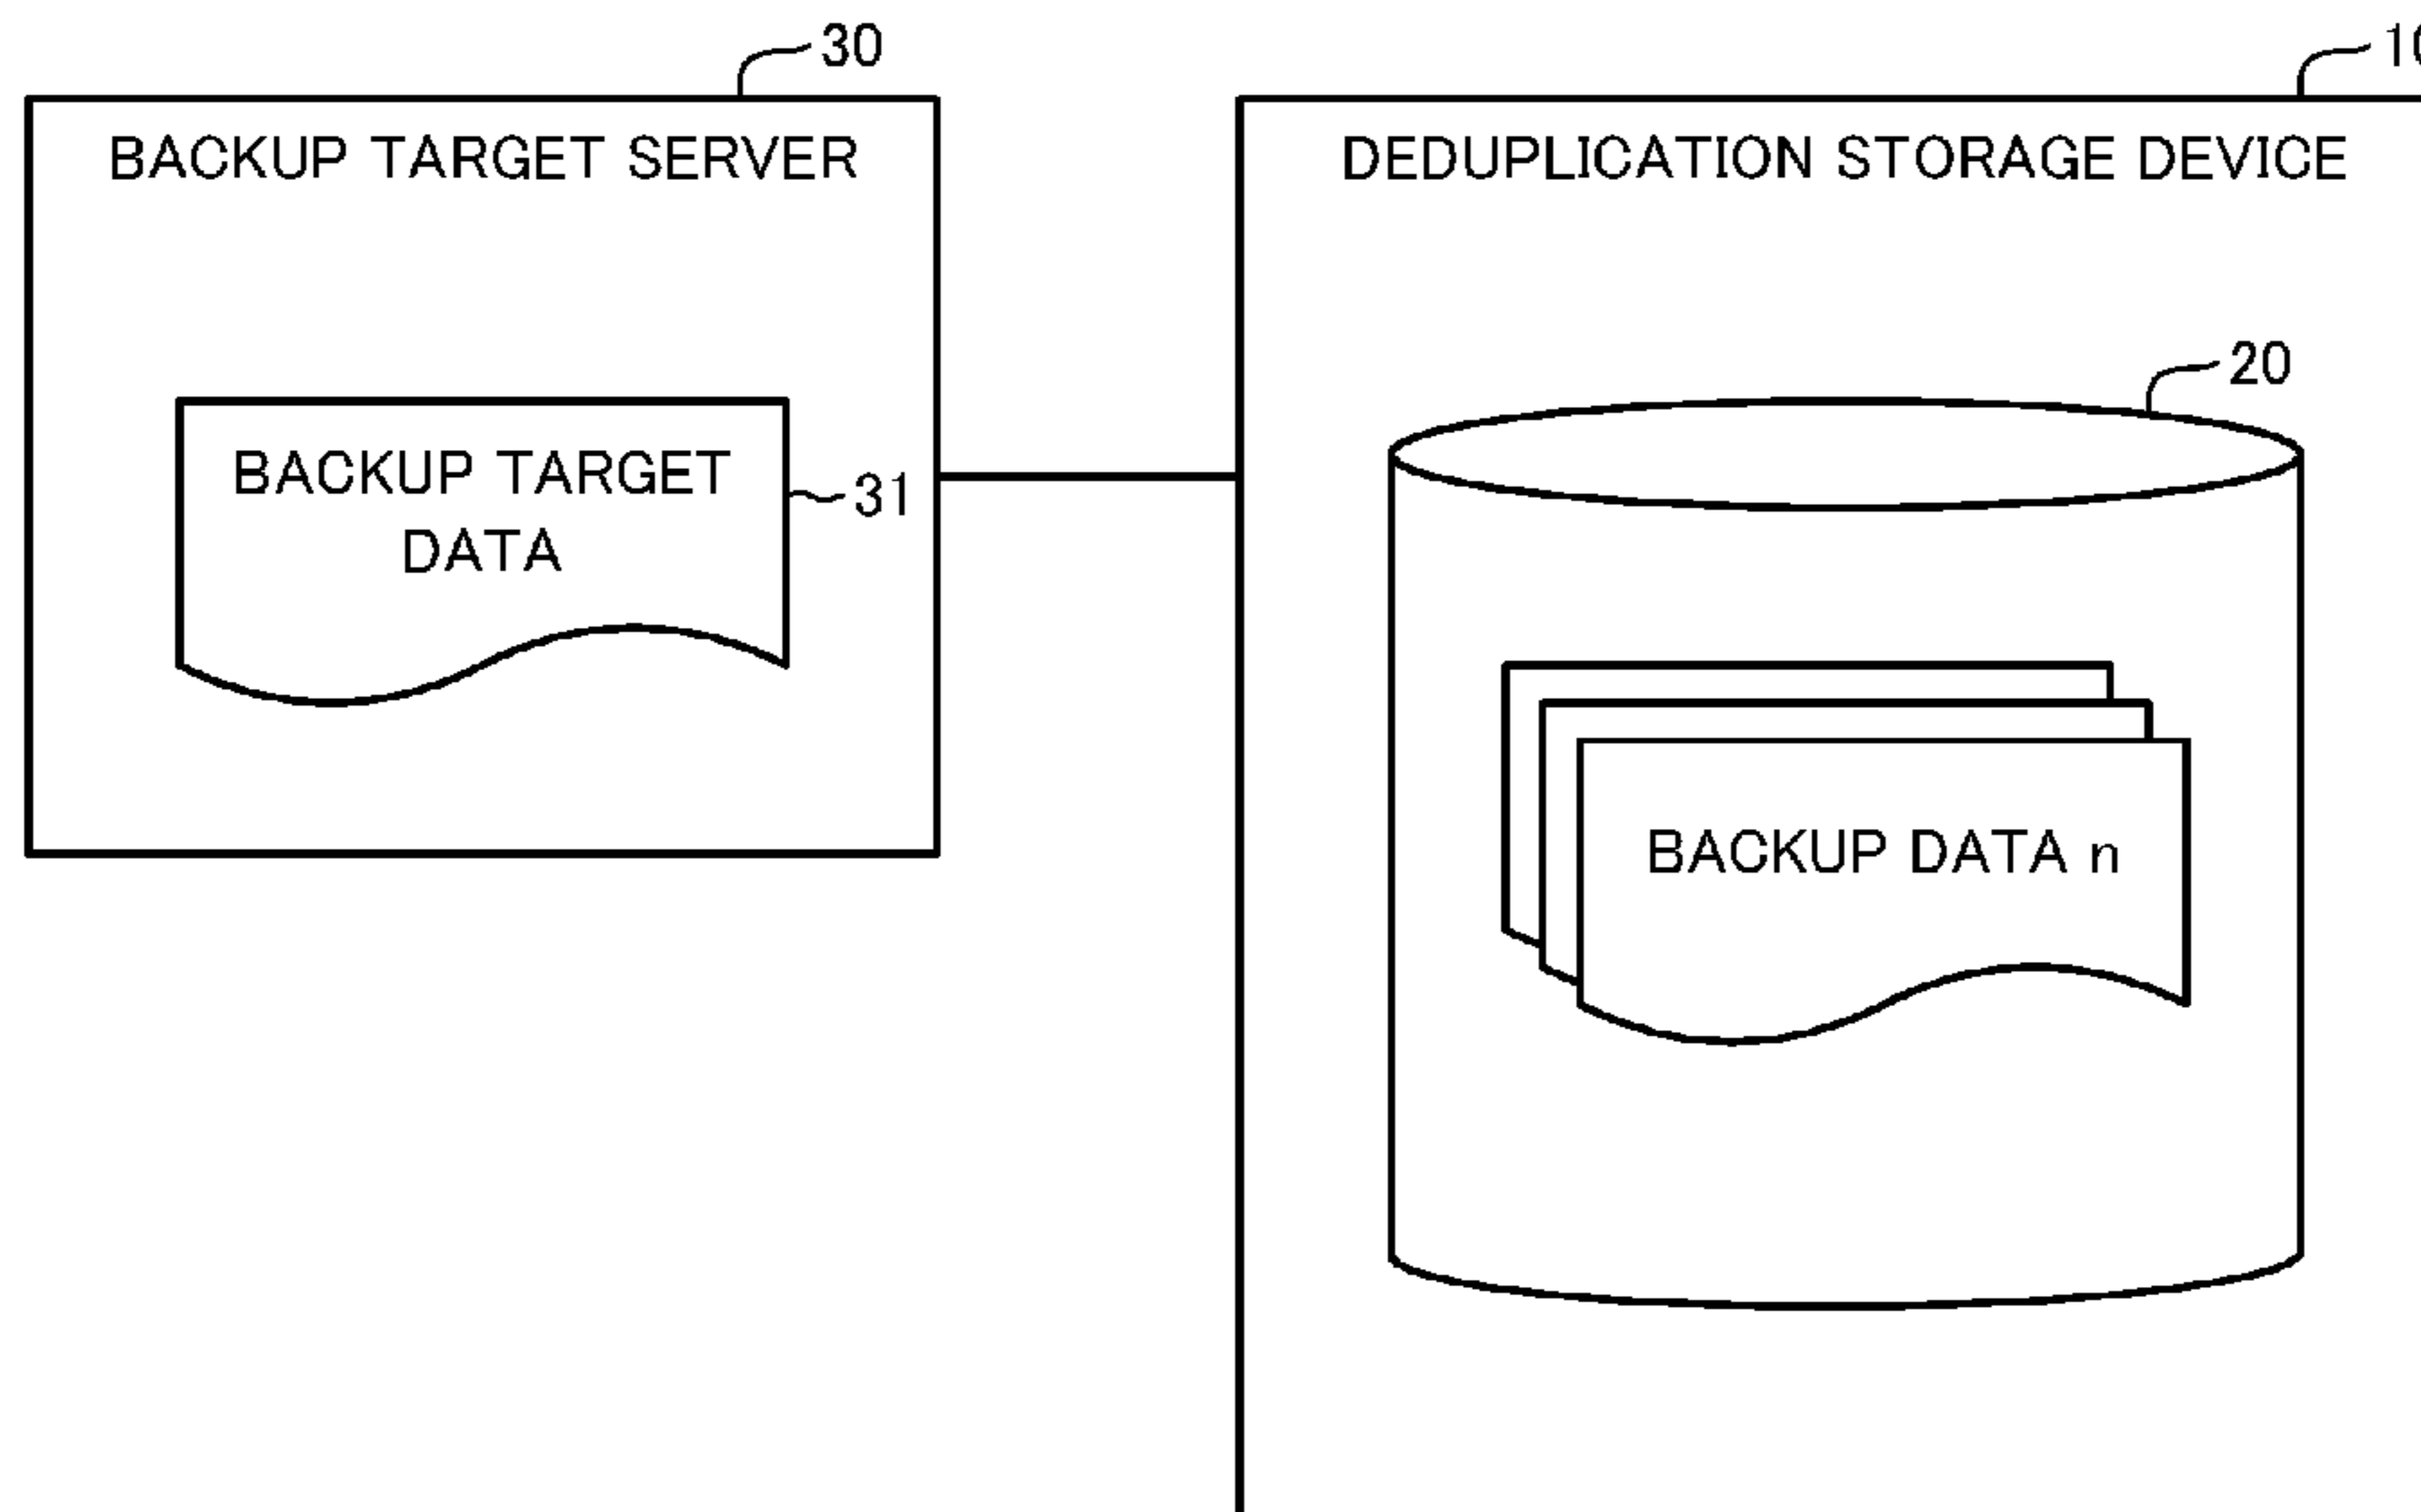 30
BACKUP TARGET SERVER
BACKUP TARGET
DATA
31
DEDUPLICATION STORAGE DEVICE
20
BACKUP DATA n